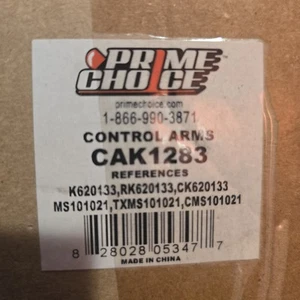 PRIME
CHOICE
primechoice.com
1-866-990-3871
CONTROL ARMS
CAK1283
REFERENCES
K620133,RK620133,CK620133
MS101021,TXMS101021,CMS101021
8 28028 05347 7
MADE IN CHINA